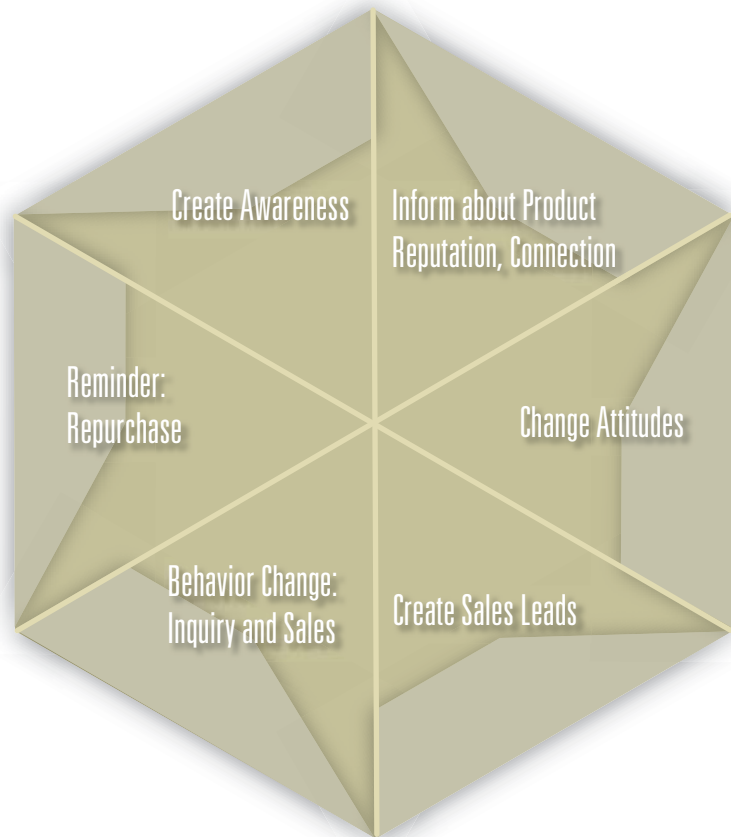 Create Awareness
Inform about Product
Reputation, Connection
Change Attitudes
Create Sales Leads
Behavior Change:
Inquiry and Sales
Reminder:
Repurchase